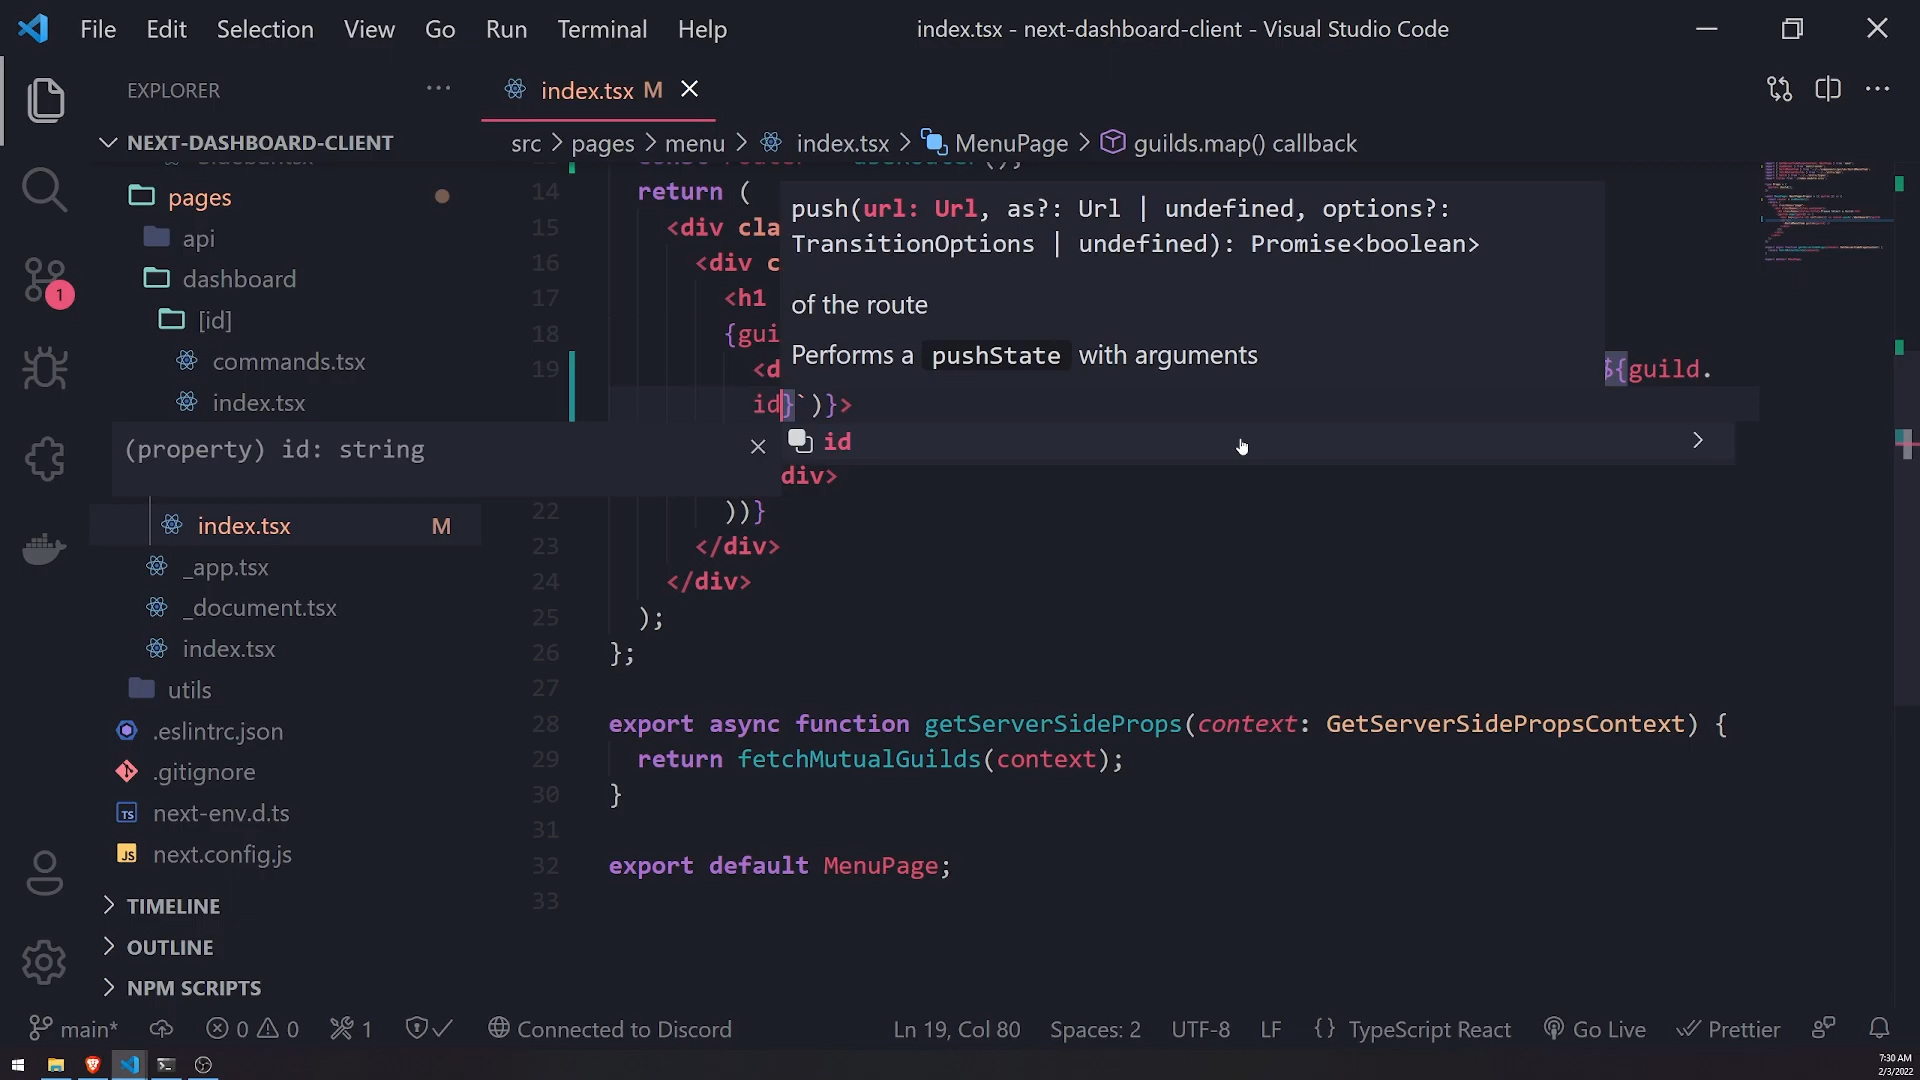 File Edit Selection View Go Run Terminal Help
index.tsx - next-dashboard-client - Visual Studio Code
EXPLORER
index.tsx M
NEXT-DASHBOARD-CLIENT
src > pages > menu > index.tsx > MenuPage > guilds.map() callback
pages
api
dashboard
[id]
commands.tsx
index.tsx
(property) id: string
index.tsx M
_app.tsx
_document.tsx
index.tsx
utils
.eslintrc.json
.gitignore
next-env.d.ts
next.config.js
TIMELINE
OUTLINE
NPM SCRIPTS
1
14 return (
15 <div cla
16 <div c
17 <h1
18 {gui
19 <d
${guild.
id}`)}>
push(url: Url, as?: Url | undefined, options?:
TransitionOptions | undefined): Promise<boolean>
of the route
Performs a pushState with arguments
id
div>
22 ))}
23 </div>
24 </div>
25 );
26 };
27
28 export async function getServerSideProps(context: GetServerSidePropsContext) {
29 return fetchMutualGuilds(context);
30 }
31
32 export default MenuPage;
33
main* 0 0 1 Connected to Discord Ln 19, Col 80 Spaces: 2 UTF-8 LF {} TypeScript React Go Live Prettier
7:30 AM
2/3/2022